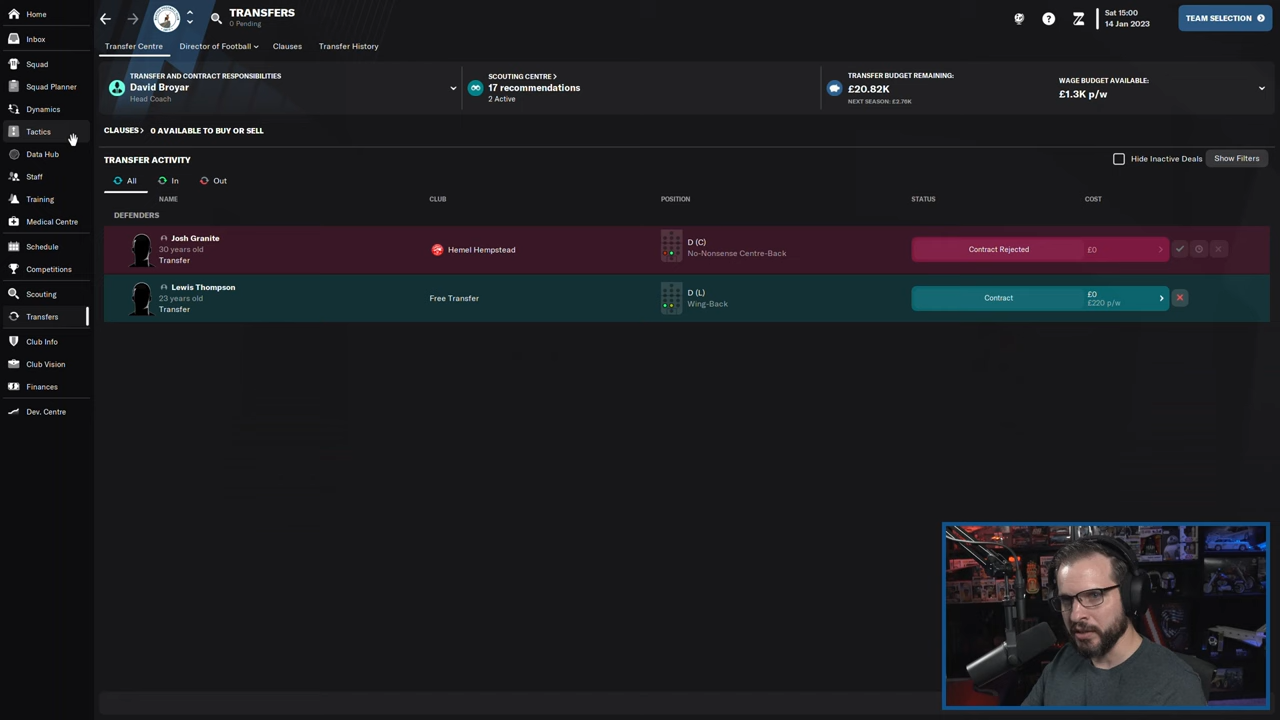 Home
Inbox
Squad
Squad Planner
Dynamics
Tactics
Data Hub
Staff
Training
Medical Centre
Schedule
Competitions
Scouting
Transfers
Club Info
Club Vision
Finances
Dev. Centre
TRANSFERS
0 Pending
Sat 15:00
14 Jan 2023
TEAM SELECTION
Transfer Centre
Director of Football
Clauses
Transfer History
TRANSFER AND CONTRACT RESPONSIBILITIES
David Broyar
Head Coach
SCOUTING CENTRE >
17 recommendations
2 Active
TRANSFER BUDGET REMAINING:
£20.82K
NEXT SEASON: £2.76K
WAGE BUDGET AVAILABLE:
£1.3K p/w
CLAUSES > 0 AVAILABLE TO BUY OR SELL
TRANSFER ACTIVITY
Hide Inactive Deals
Show Filters
All
In
Out
NAME
CLUB
POSITION
STATUS
COST
DEFENDERS
Josh Granite
30 years old
Transfer
Hemel Hempstead
D (C)
No-Nonsense Centre-Back
Contract Rejected
£0
Lewis Thompson
23 years old
Transfer
Free Transfer
D (L)
Wing-Back
Contract
£0
£220 p/w